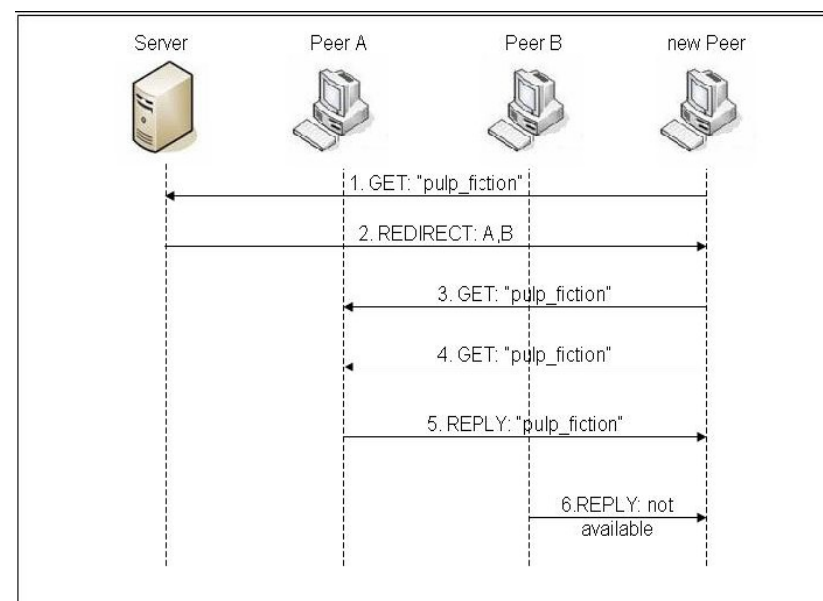 Server Peer A Peer B new Peer
1. GET: "pulp_fiction"
2. REDIRECT: A,B
3. GET: "pulp_fiction"
4. GET: "pulp_fiction"
5. REPLY: "pulp_fiction"
6.REPLY: not
available